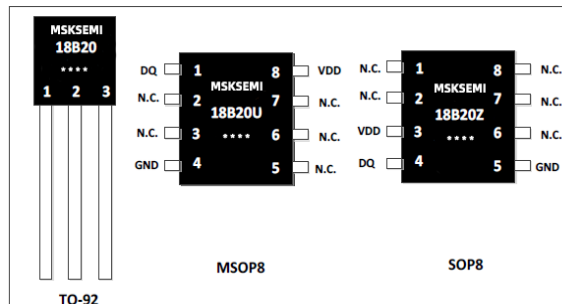 MSKSEMI
18B20
****
1 2 3
TO-92
DQ 1 8 VDD
N.C. 2 7 N.C.
N.C. 3 6 N.C.
GND 4 5 N.C.
MSKSEMI
18B20U
****
MSOP8
N.C. 1 8 N.C.
N.C. 2 7 N.C.
VDD 3 6 N.C.
DQ 4 5 GND
MSKSEMI
18B20Z
****
SOP8